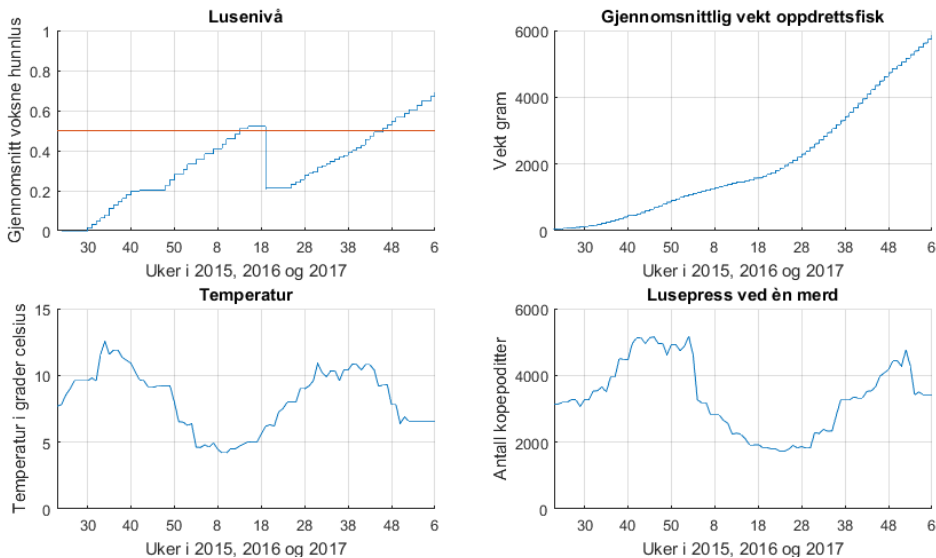 Lusenivå
Gjennomsnitt voksne hunnlus
1
0.8
0.6
0.4
0.2
0
30 40 50 8 18 28 38 48 6
Uker i 2015, 2016 og 2017
Gjennomsnittlig vekt oppdrettsfisk
Vekt gram
6000
4000
2000
0
30 40 50 8 18 28 38 48 6
Uker i 2015, 2016 og 2017
Temperatur
Temperatur i grader celsius
15
10
5
0
30 40 50 8 18 28 38 48 6
Uker i 2015, 2016 og 2017
Lusepress ved èn merd
Antall kopepoditter
6000
4000
2000
0
30 40 50 8 18 28 38 48 6
Uker i 2015, 2016 og 2017